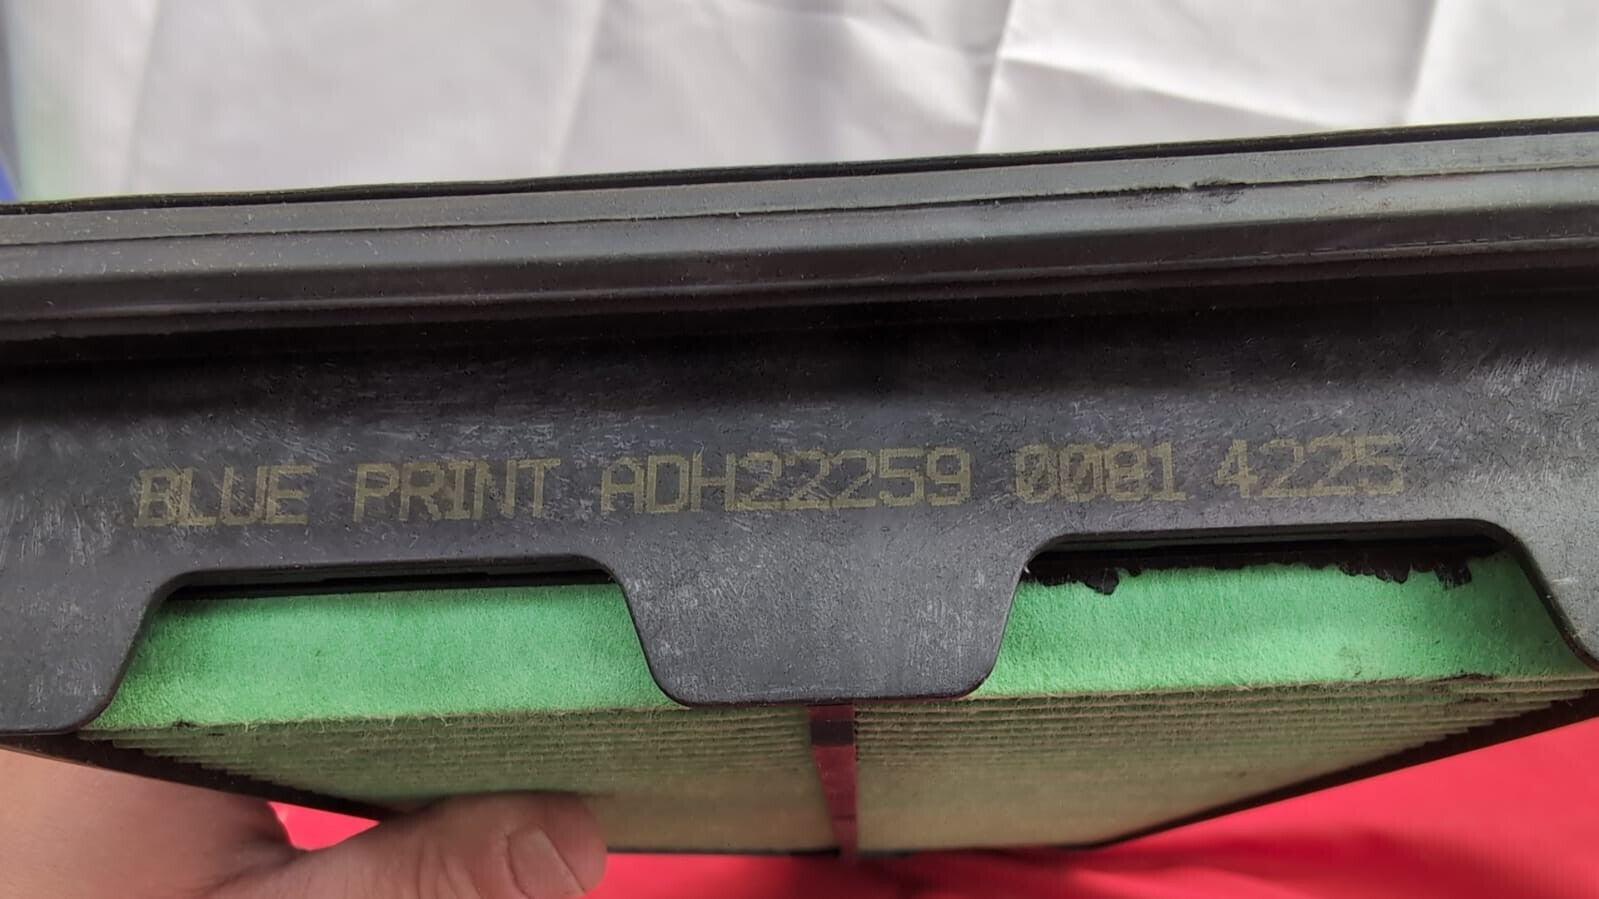 BLUE PRINT ADH22259 0081 4225